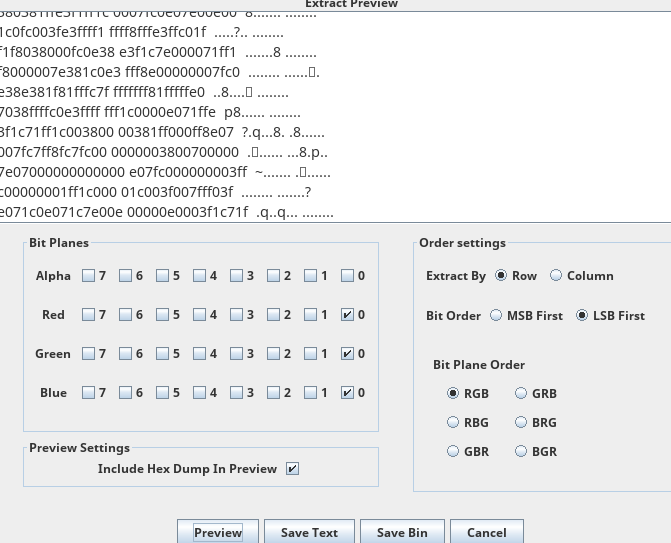 Extract Preview
1c0fc003fe3ffff1 ffff8fffe3ffc01f .....?.. ........
f1f8038000fc0e38 e3f1c7e000071ff1 .......8 ........
f8000007e381c0e3 fff8e00000007fc0 ........ ......▯.
e38e381f81fffc7f fffffff81fffffe0 ..8....▯ ........
7038ffffc0e3ffff fff1c0000e071ffe p8...... ........
3f1c71ff1c003800 00381ff000ff8e07 ?.q...8. .8......
007fc7ff8fc7fc00 0000003800700000 .▯...... ...8.p..
7e07000000000000 e07fc000000003ff ~....... .▯......
c00000001ff1c000 01c003f007fff03f ........ .......?
e071c0e071c7e00e 00000e0003f1c71f .q..q... ........
Bit Planes
Order settings
Alpha 7 6 5 4 3 2 1 0
Extract By Row Column
Red 7 6 5 4 3 2 1 0
Bit Order MSB First LSB First
Green 7 6 5 4 3 2 1 0
Bit Plane Order
Blue 7 6 5 4 3 2 1 0
RGB GRB
RBG BRG
GBR BGR
Preview Settings
Include Hex Dump In Preview
Preview Save Text Save Bin Cancel